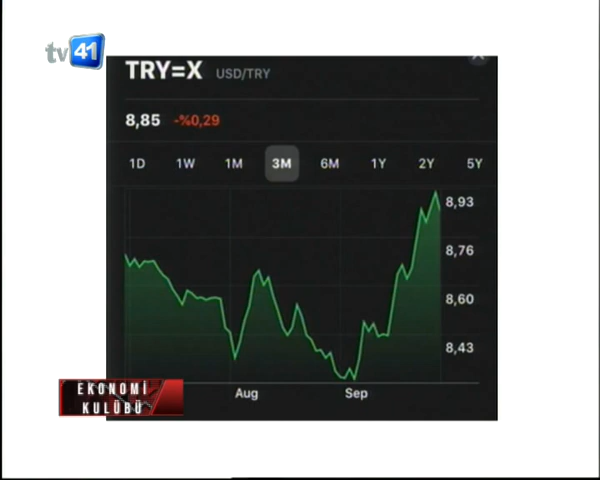 tv41
TRY=X USD/TRY
8,85 -%0,29
1D 1W 1M 3M 6M 1Y 2Y 5Y
8,93
8,76
8,60
8,43
Aug Sep
EKONOMİ
KULÜBÜ